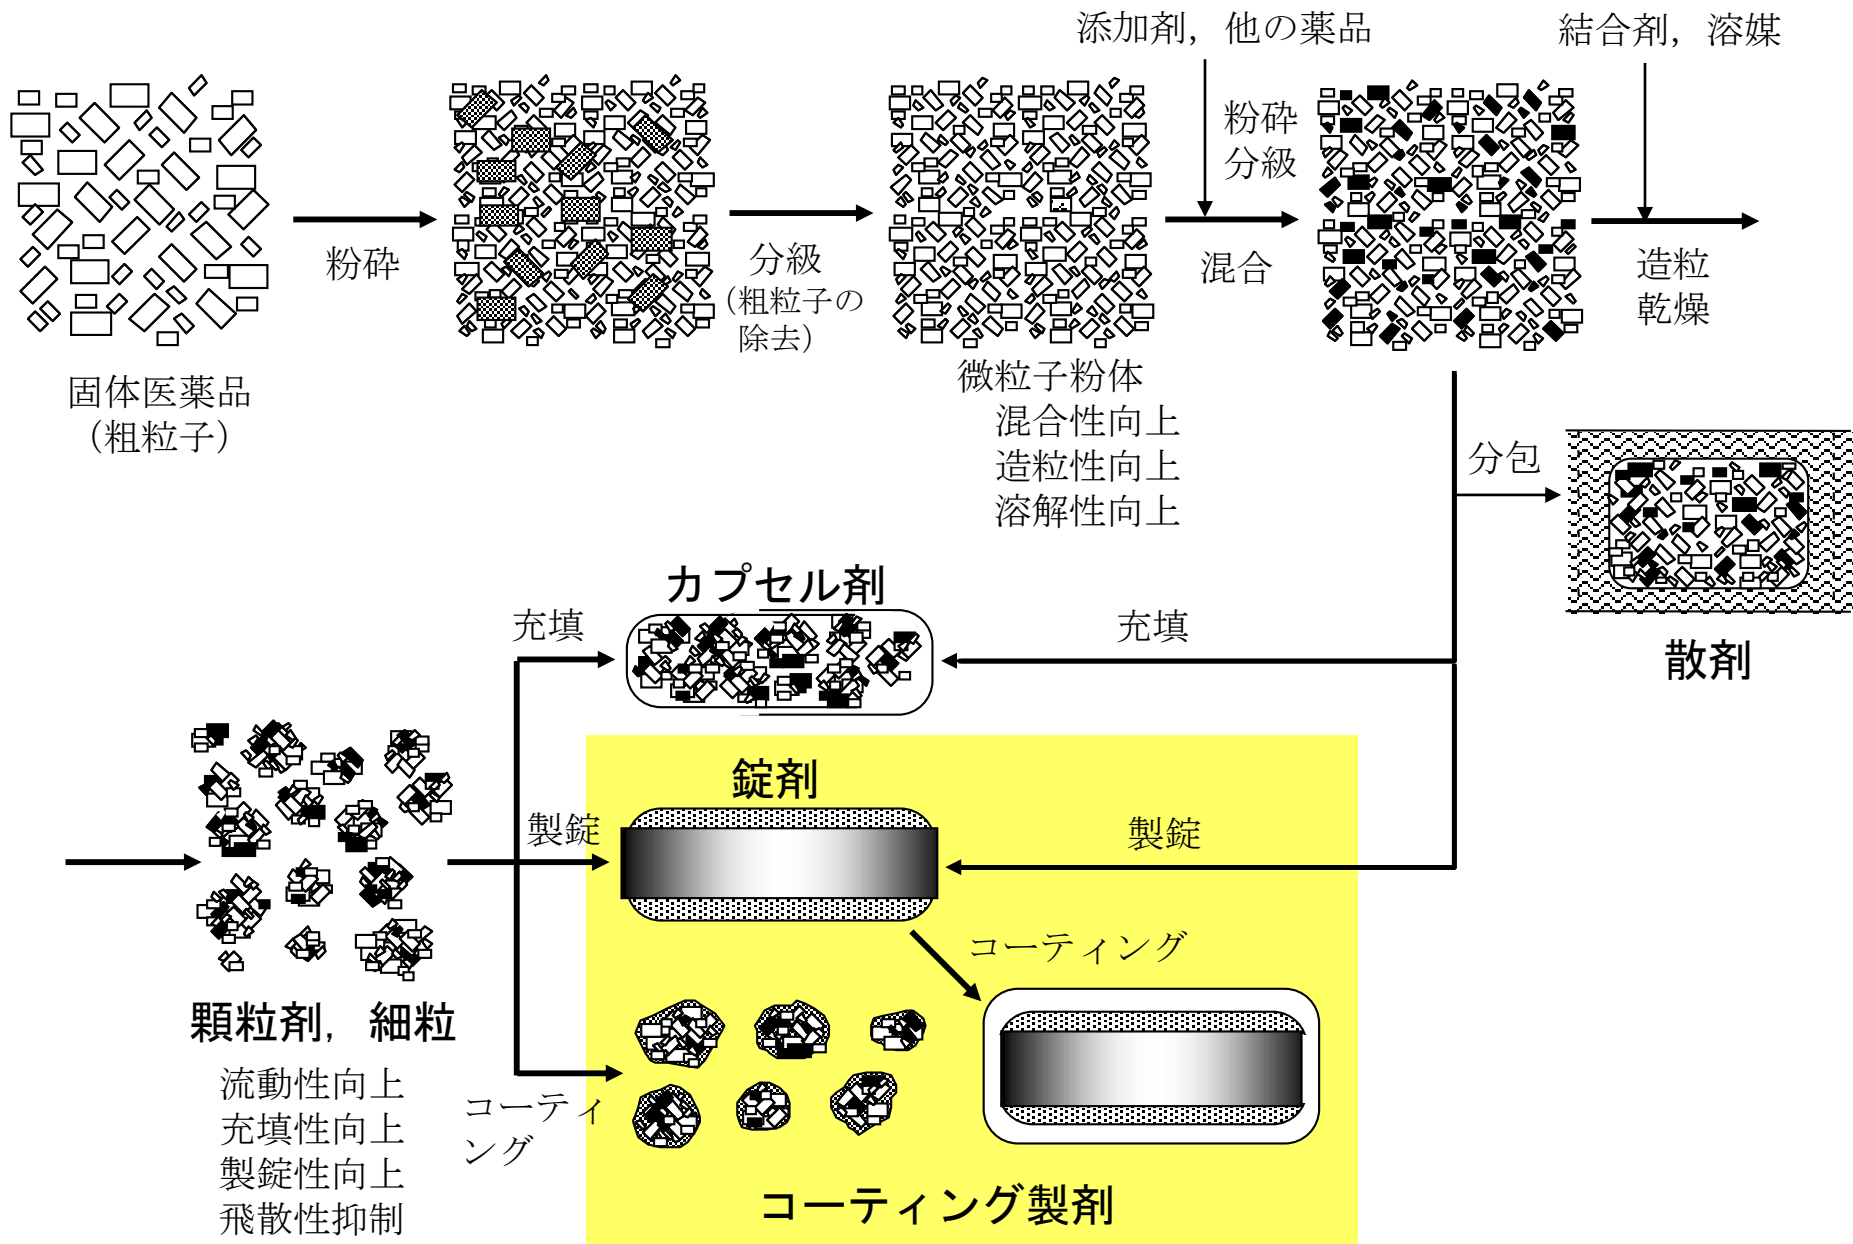 添加剤，他の薬品
結合剤，溶媒
粉砕
分級
粉砕
分級
（粗粒子の
除去）
混合
造粒
乾燥
固体医薬品
（粗粒子）
微粒子粉体
混合性向上
造粒性向上
溶解性向上
分包
散剤
カプセル剤
充填
充填
錠剤
製錠
製錠
コーティング
顆粒剤，細粒
流動性向上
充填性向上
製錠性向上
飛散性抑制
コーティ
ング
コーティング製剤